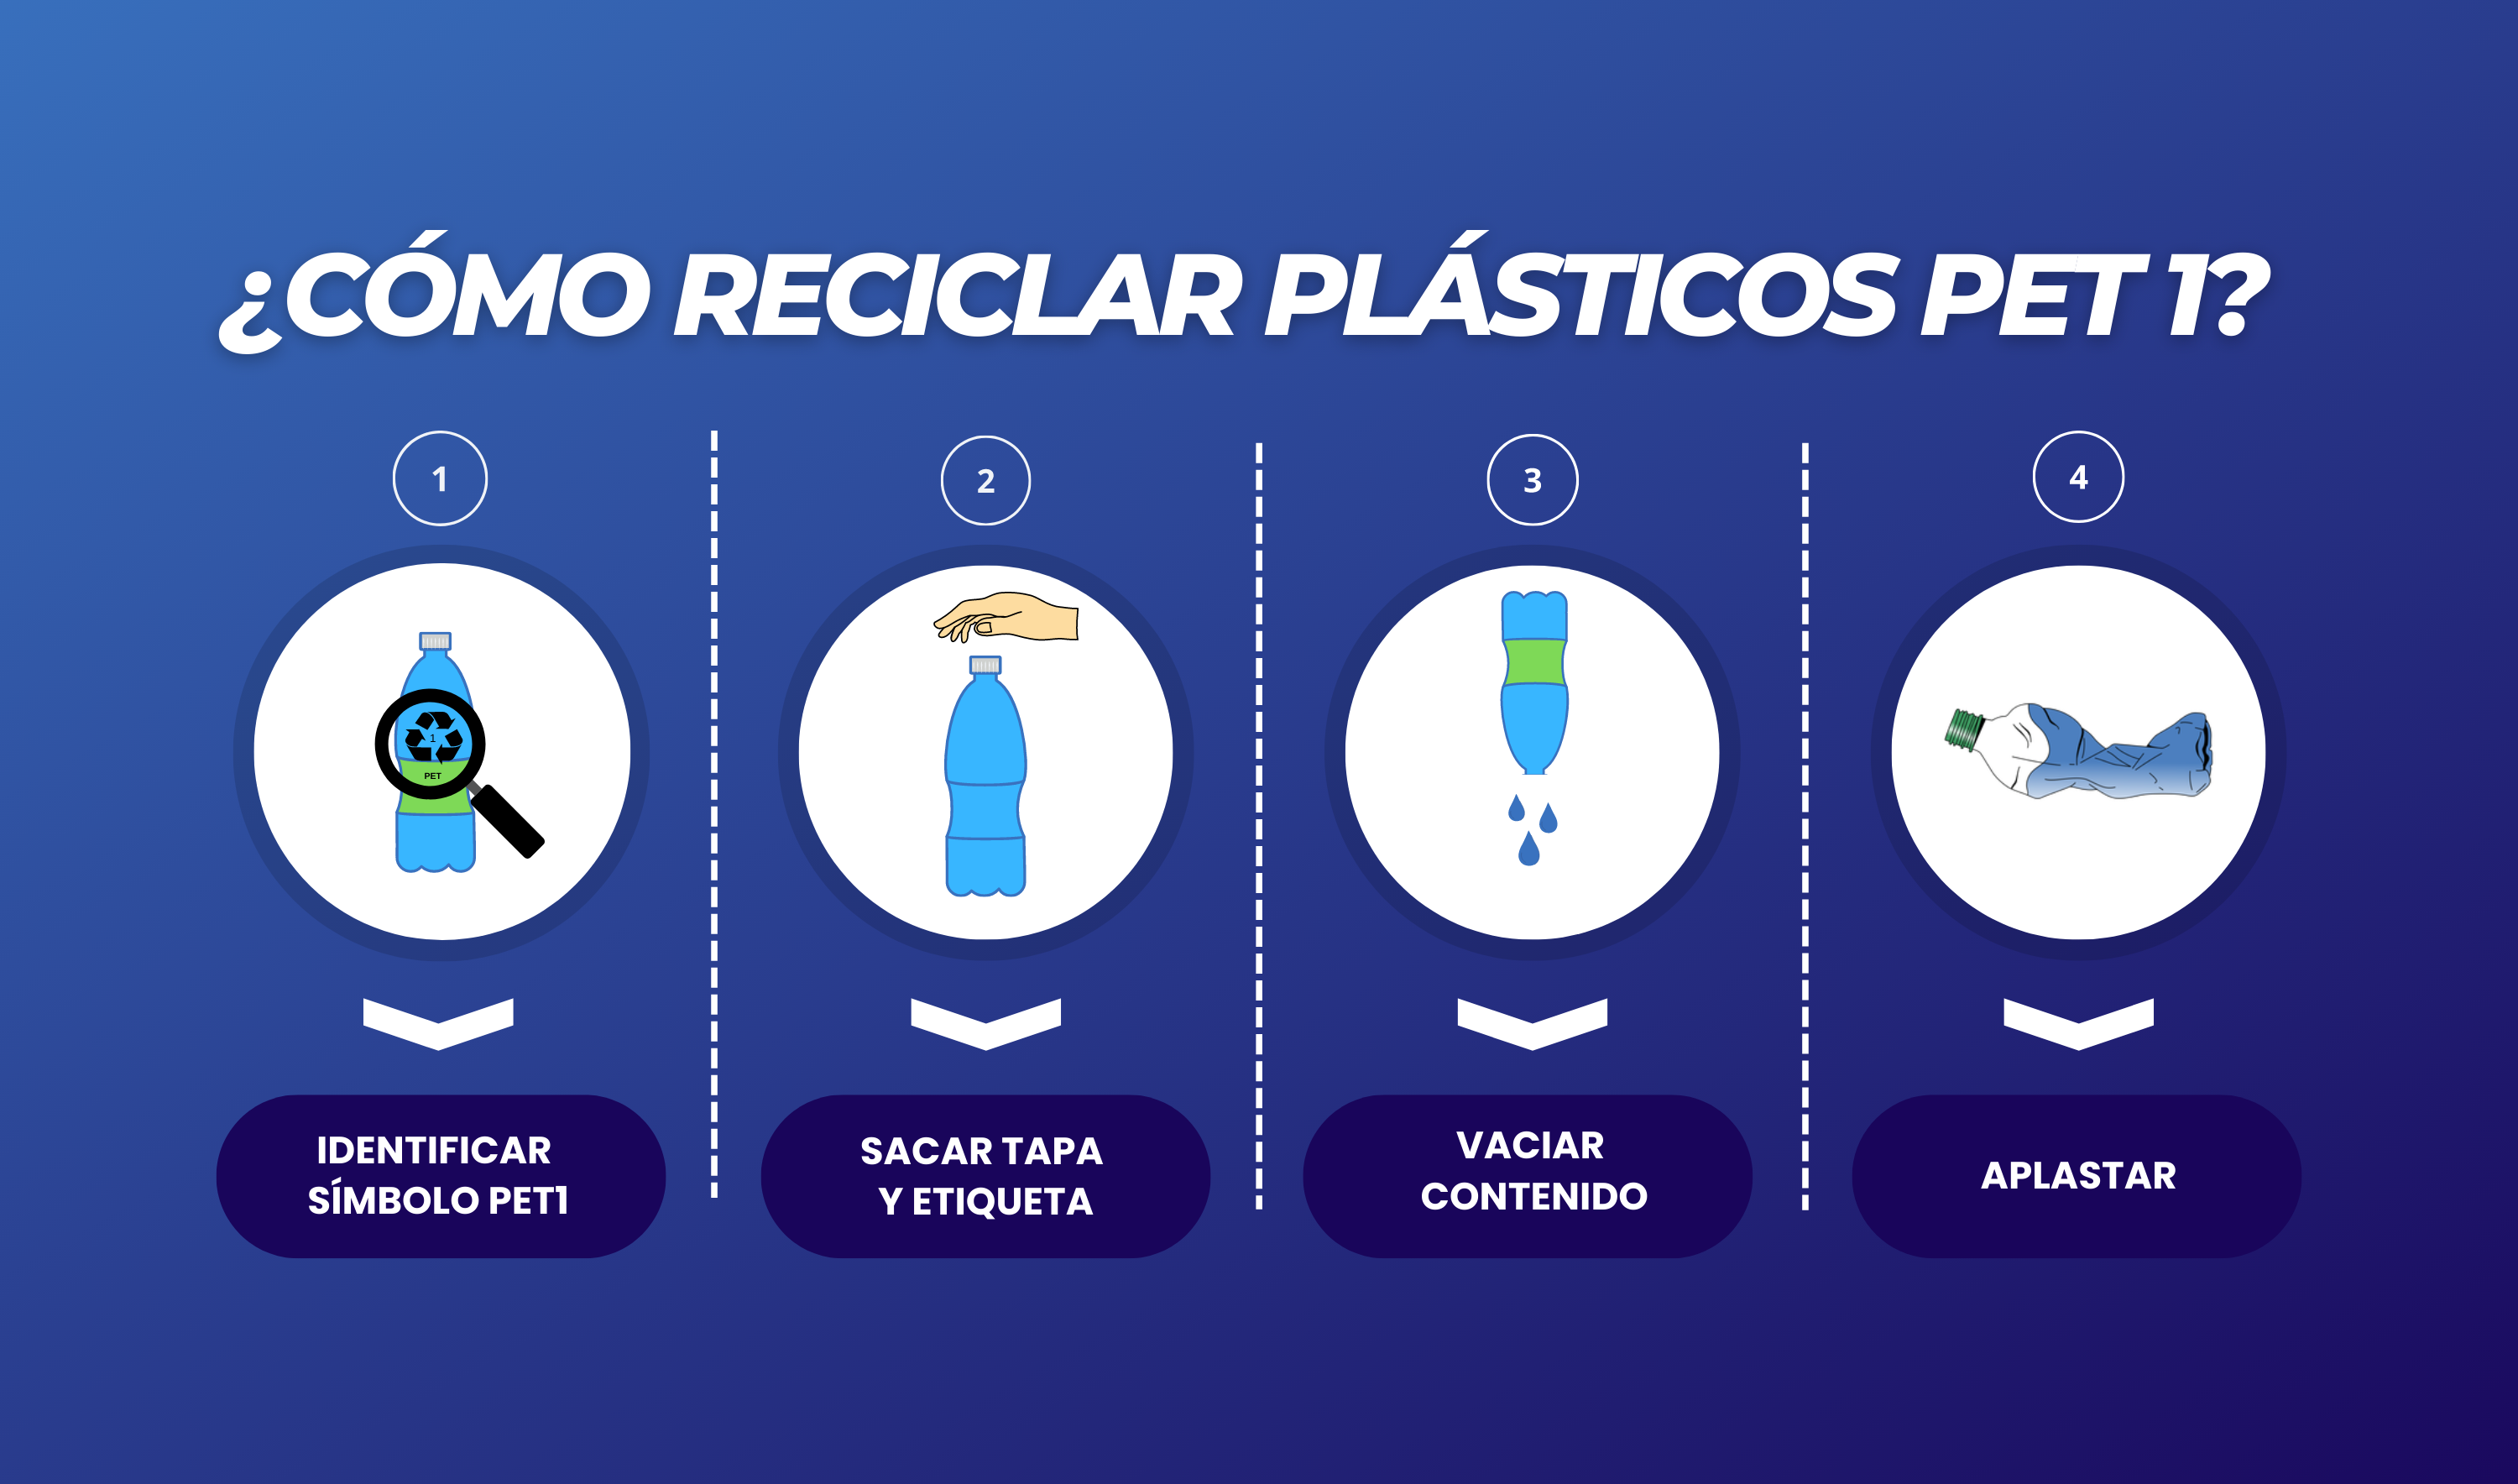 ¿CÓMO RECICLAR PLÁSTICOS PET 1?
1
2
3
4
1
PET
IDENTIFICAR
SÍMBOLO PET1
SACAR TAPA
Y ETIQUETA
VACIAR
CONTENIDO
APLASTAR